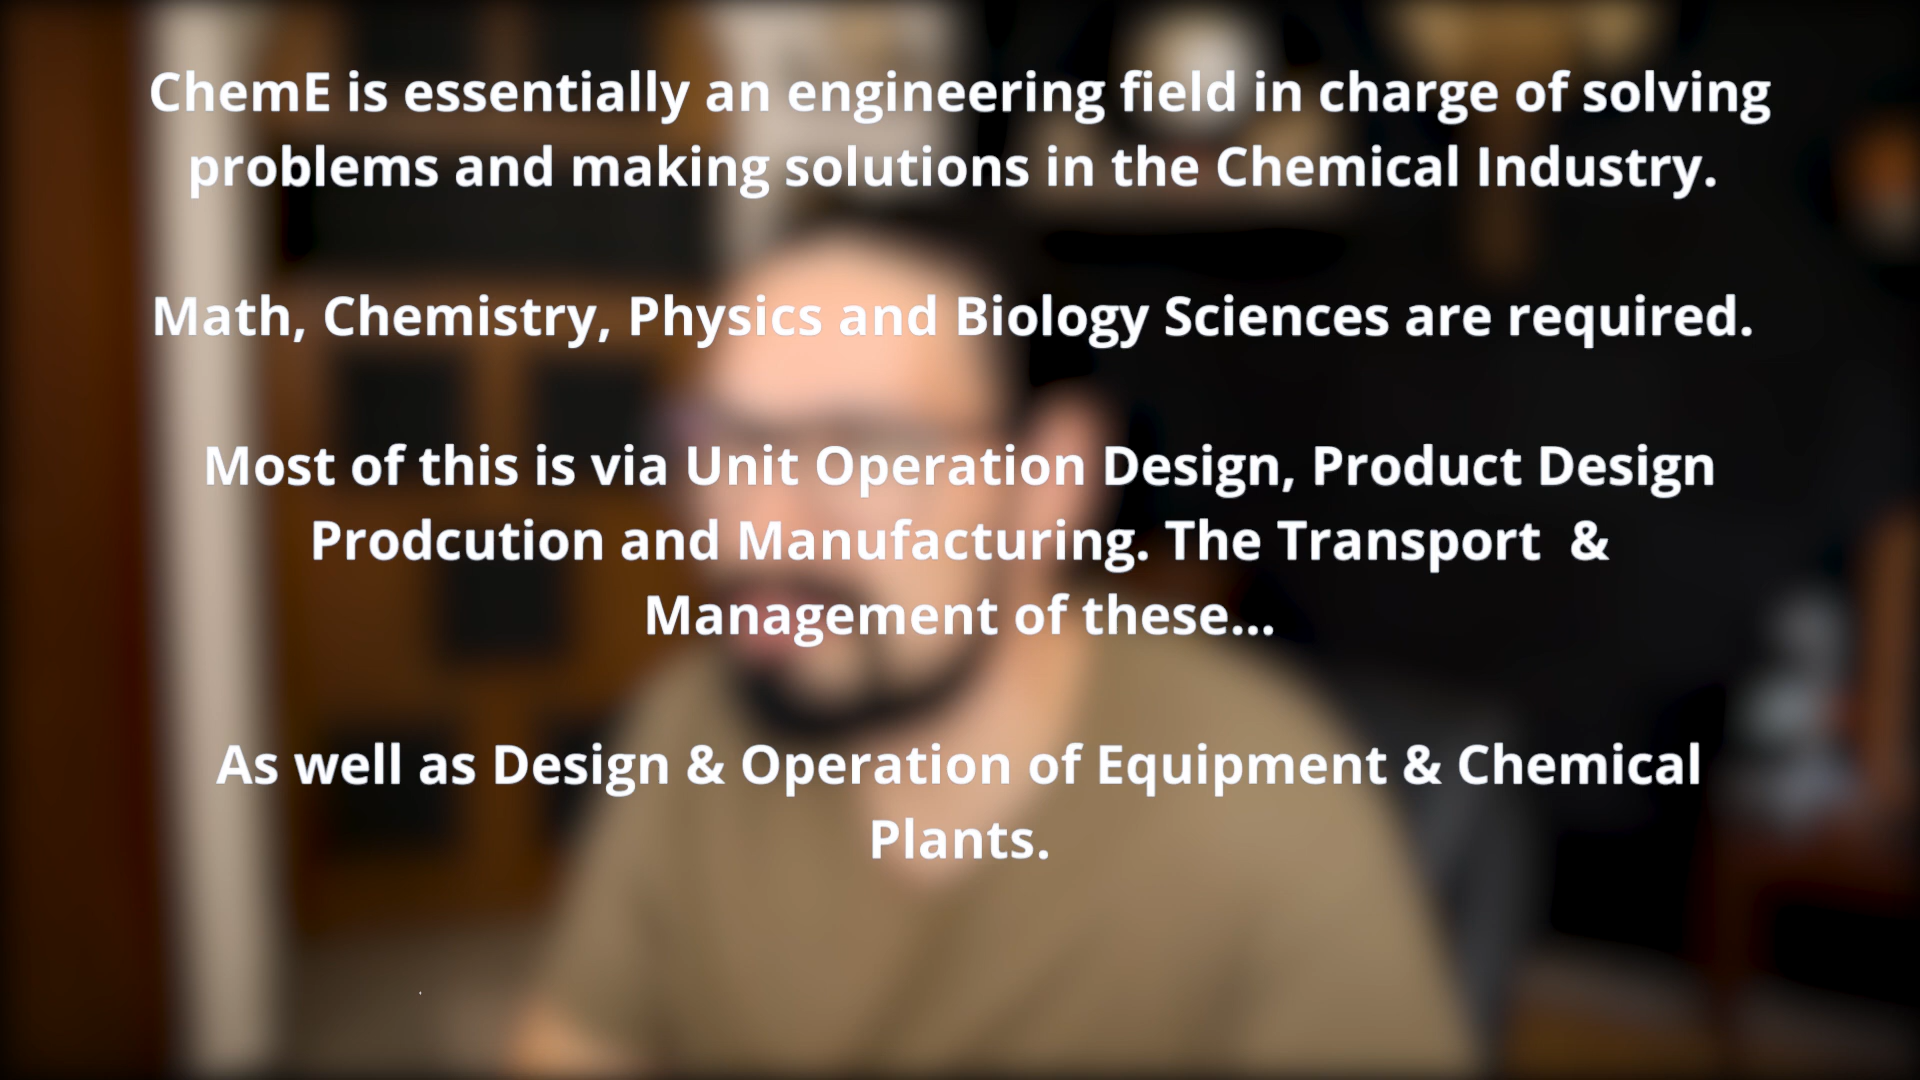 ChemE is essentially an engineering field in charge of solving
problems and making solutions in the Chemical Industry.
Math, Chemistry, Physics and Biology Sciences are required.
Most of this is via Unit Operation Design, Product Design
Prodcution and Manufacturing. The Transport  &
Management of these...
As well as Design & Operation of Equipment & Chemical
Plants.